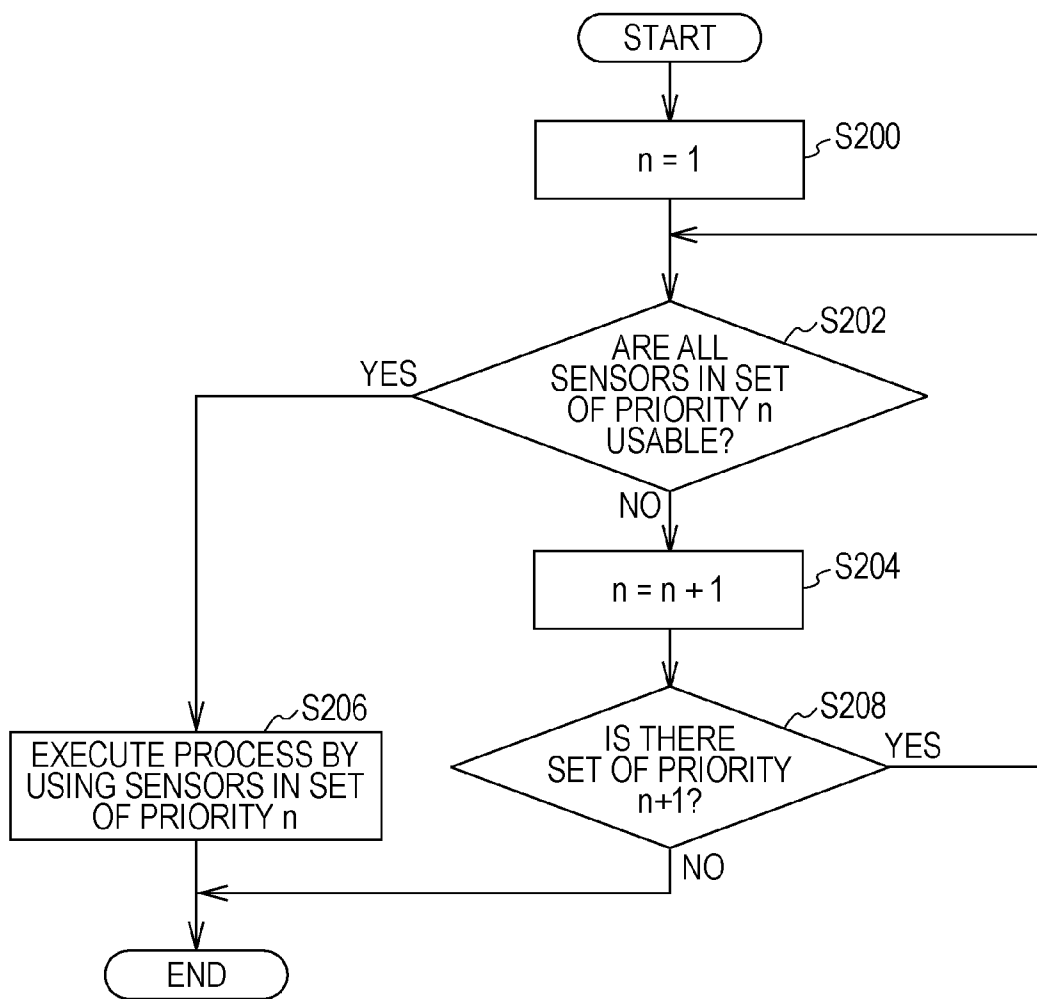 START
S200
n = 1
S202
ARE ALL
SENSORS IN SET
OF PRIORITY n
USABLE?
YES
NO
S204
n = n + 1
S206
EXECUTE PROCESS BY
USING SENSORS IN SET
OF PRIORITY n
S208
IS THERE
SET OF PRIORITY
n+1?
YES
NO
END